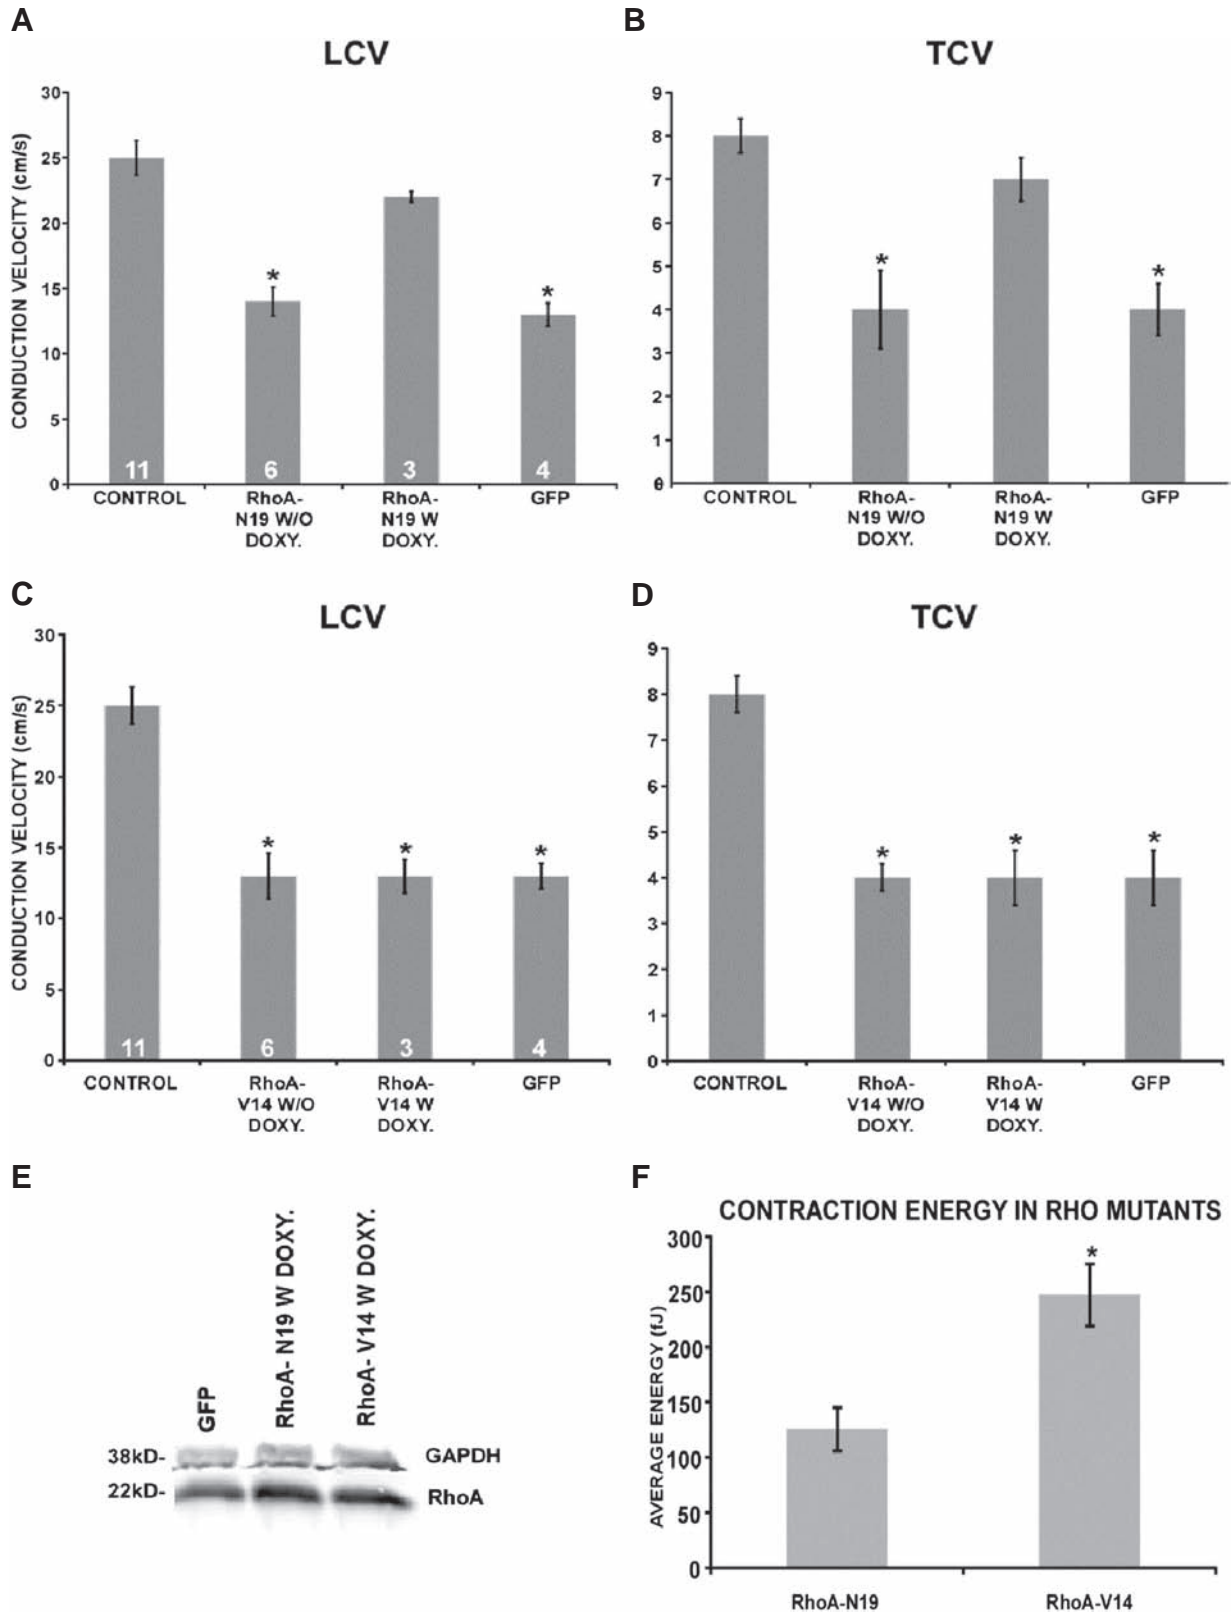 A
LCV
CONDUCTION VELOCITY (cm/s)
30
25
20
15
10
5
0
*
*
11
6
3
4
CONTROL
RhoA-
N19 W/O
DOXY.
RhoA-
N19 W
DOXY.
GFP
B
TCV
9
8
7
6
5
4
3
2
1
0
*
*
CONTROL
RhoA-
N19 W/O
DOXY.
RhoA-
N19 W
DOXY.
GFP
C
LCV
CONDUCTION VELOCITY (cm/s)
30
25
20
15
10
5
0
*
*
*
11
6
3
4
CONTROL
RhoA-
V14 W/O
DOXY.
RhoA-
V14 W
DOXY.
GFP
D
TCV
9
8
7
6
5
4
3
2
1
0
*
*
*
CONTROL
RhoA-
V14 W/O
DOXY.
RhoA-
V14 W
DOXY.
GFP
E
GFP
RhoA- N19 W DOXY.
RhoA- V14 W DOXY.
38kD-
GAPDH
22kD-
RhoA
F
CONTRACTION ENERGY IN RHO MUTANTS
AVERAGE ENERGY (fJ)
300
250
200
150
100
50
0
*
RhoA-N19
RhoA-V14